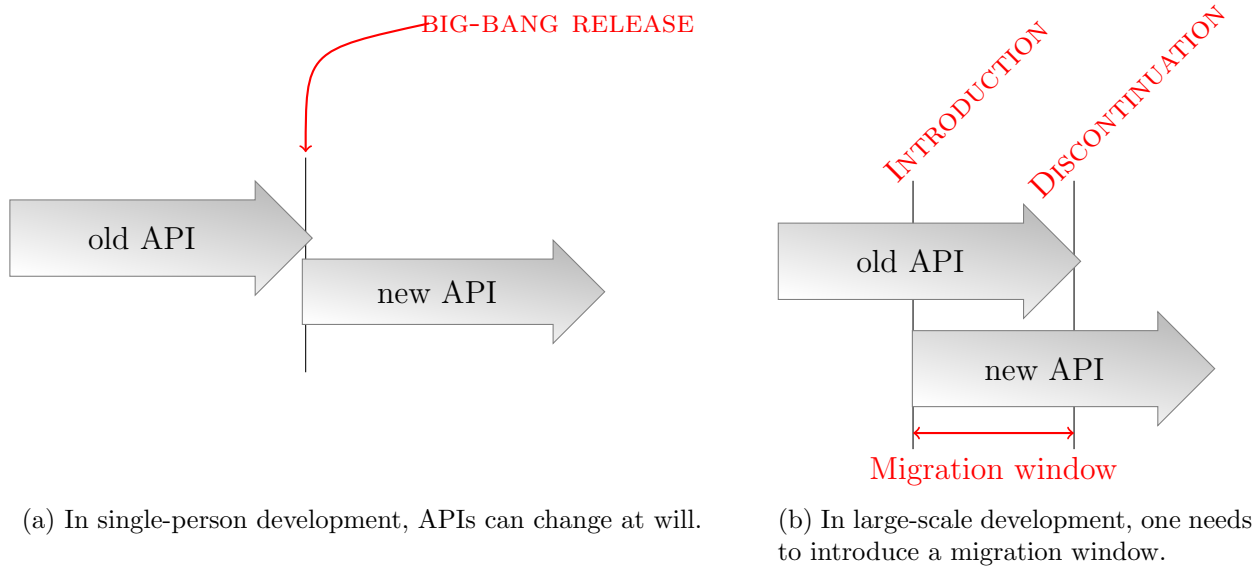 BIG-BANG RELEASE
old API
new API
(a) In single-person development, APIs can change at will.
INTRODUCTION
DISCONTINUATION
old API
new API
Migration window
(b) In large-scale development, one needs
to introduce a migration window.